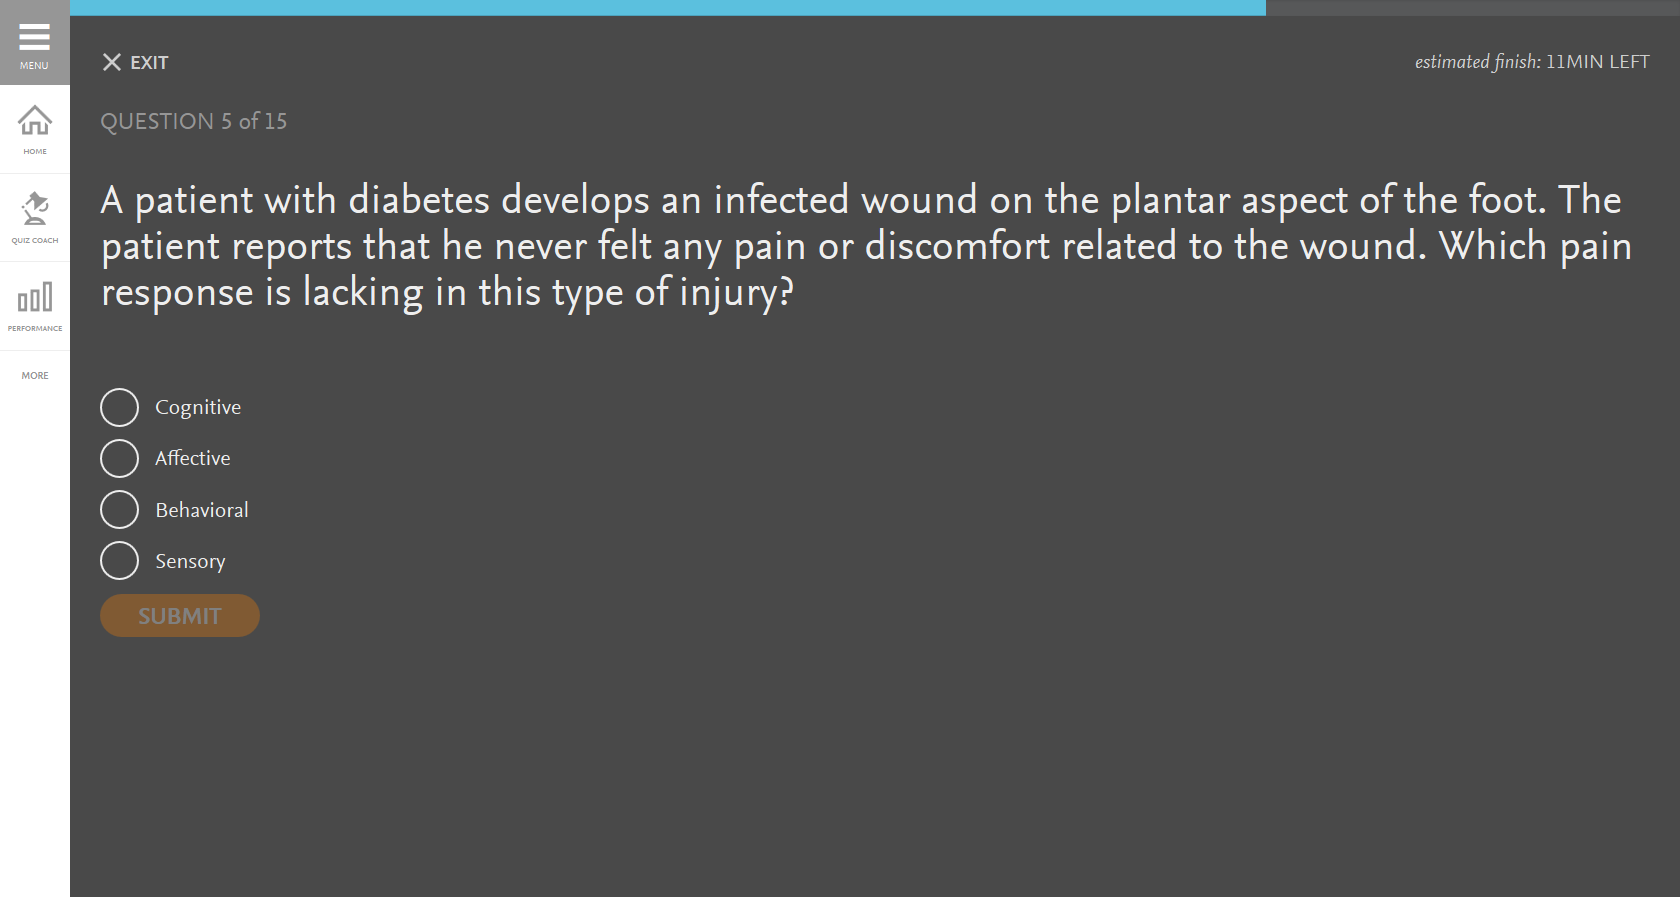 MENU
HOME
QUIZ COACH
PERFORMANCE
MORE
EXIT
estimated finish: 11MIN LEFT
QUESTION 5 of 15
A patient with diabetes develops an infected wound on the plantar aspect of the foot. The
patient reports that he never felt any pain or discomfort related to the wound. Which pain
response is lacking in this type of injury?
Cognitive
Affective
Behavioral
Sensory
SUBMIT